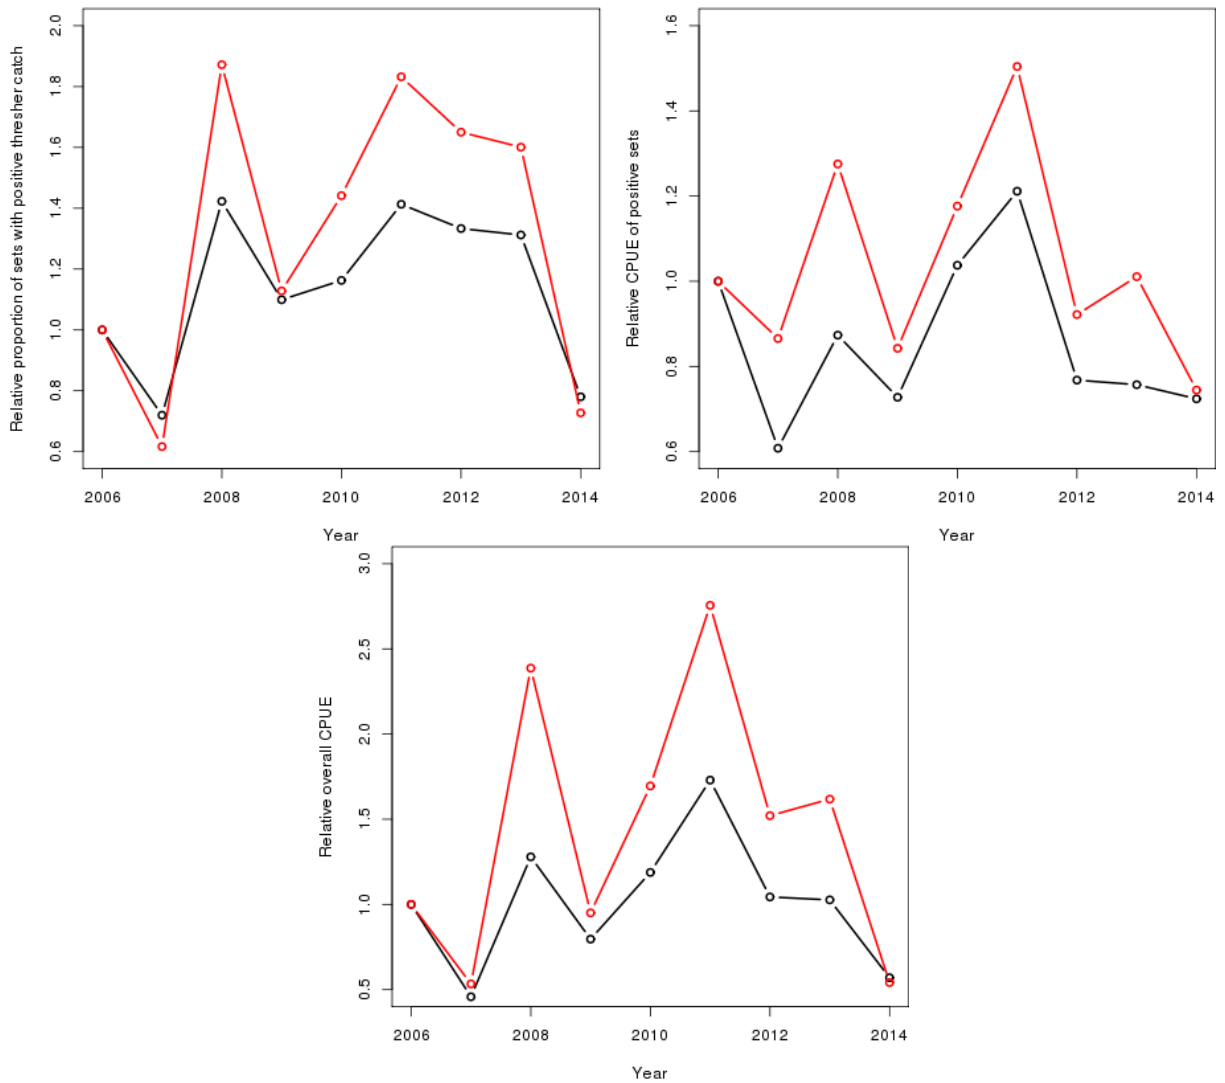 Relative proportion of sets with positive thresher catch
2.0
1.8
1.6
1.4
1.2
1.0
0.8
0.6
2006 2008 2010 2012 2014
Year
Relative CPUE of positive sets
1.6
1.4
1.2
1.0
0.8
0.6
2006 2008 2010 2012 2014
Year
Relative overall CPUE
3.0
2.5
2.0
1.5
1.0
0.5
2006 2008 2010 2012 2014
Year